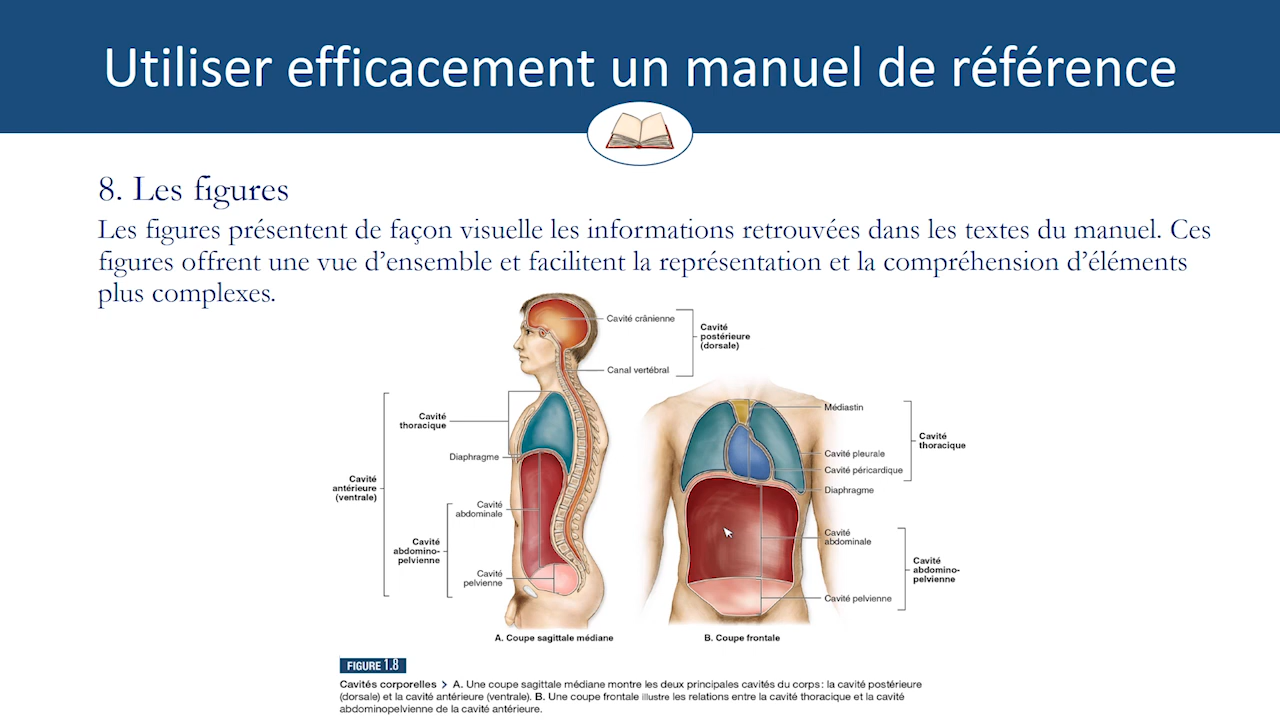 Utiliser efficacement un manuel de référence
8. Les figures
Les figures présentent de façon visuelle les informations retrouvées dans les textes du manuel. Ces
figures offrent une vue d’ensemble et facilitent la représentation et la compréhension d’éléments
plus complexes.
Cavité crânienne
Cavité
postérieure
(dorsale)
Canal vertébral
Cavité
thoracique
Diaphragme
Cavité
antérieure
(ventrale)
Cavité
abdominale
Cavité
abdomino-
pelvienne
Cavité
pelvienne
A. Coupe sagittale médiane
Médiastin
Cavité
thoracique
Cavité pleurale
Cavité péricardique
Diaphragme
Cavité
abdominale
Cavité
abdomino-
pelvienne
Cavité pelvienne
B. Coupe frontale
FIGURE 1.8
Cavités corporelles > A. Une coupe sagittale médiane montre les deux principales cavités du corps : la cavité postérieure
(dorsale) et la cavité antérieure (ventrale). B. Une coupe frontale illustre les relations entre la cavité thoracique et la cavité
abdominopelvienne de la cavité antérieure.